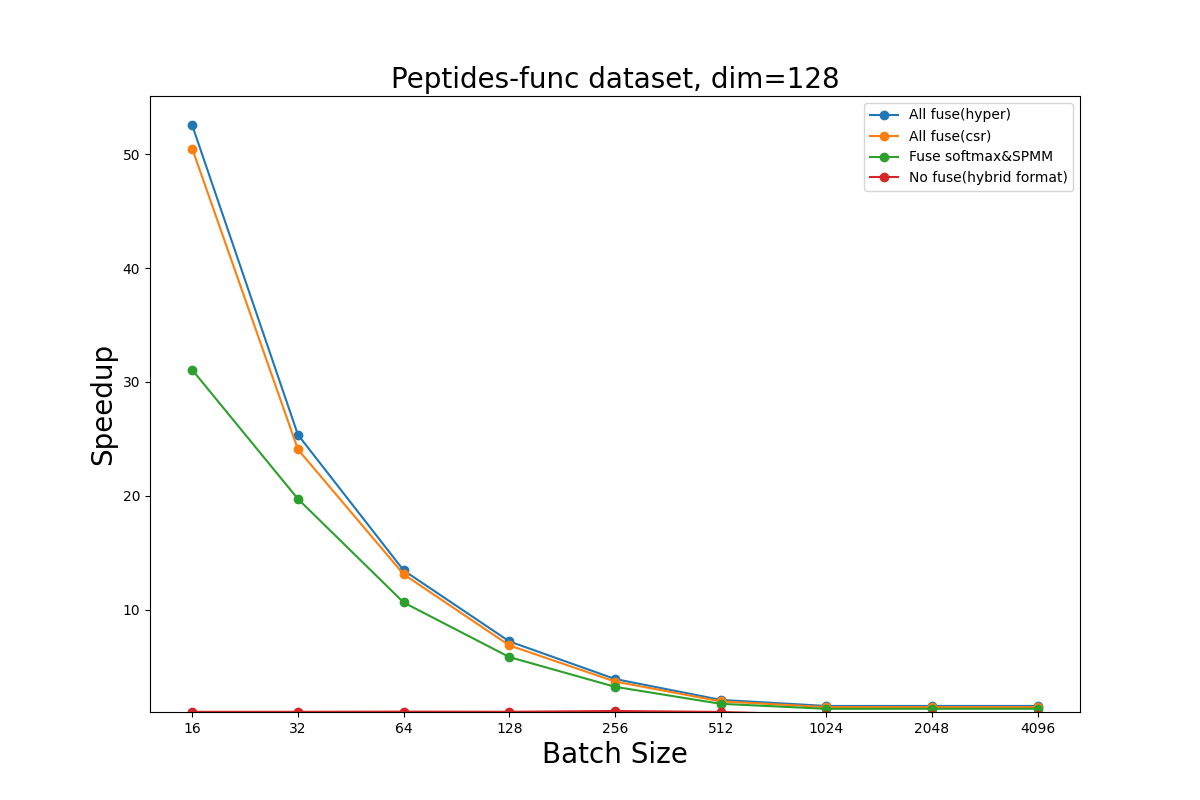 Peptides-func dataset, dim=128
All fuse(hyper)
All fuse(csr)
Fuse softmax&SPMM
No fuse(hybrid format)
50
40
30
20
10
Speedup
16 32 64 128 256 512 1024 2048 4096
Batch Size